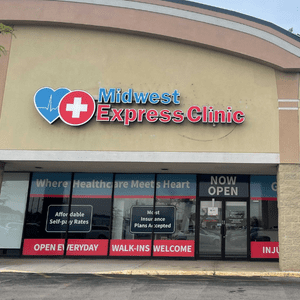 Midwest
Express Clinic
Where Healthcare Meets Heart
NOW
OPEN
Affordable
Self-pay Rates
Most
Insurance
Plans Accepted
OPEN EVERYDAY
WALK-INS WELCOME
INJU